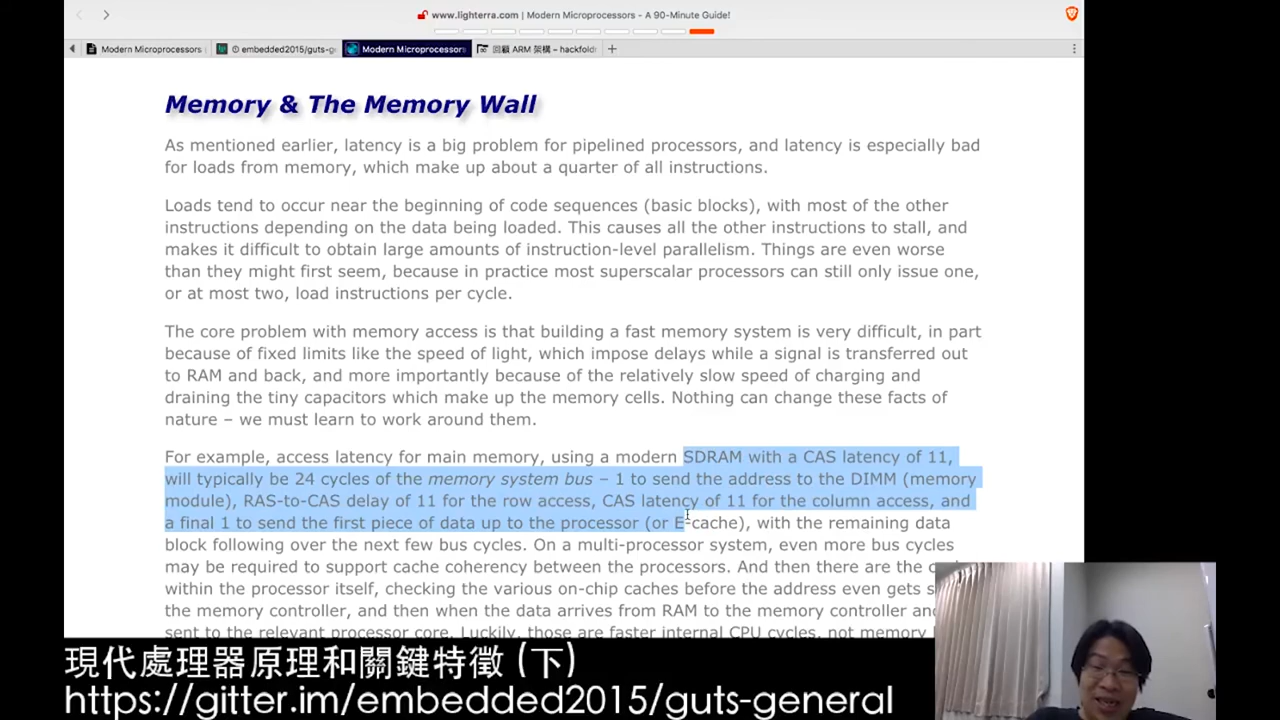 www.lighterra.com | Modern Microprocessors - A 90-Minute Guide!
Modern Microprocessors
embedded2015/guts-g
Modern Microprocessors
回顧 ARM 架構 – hackfold
Memory & The Memory Wall
As mentioned earlier, latency is a big problem for pipelined processors, and latency is especially bad
for loads from memory, which make up about a quarter of all instructions.
Loads tend to occur near the beginning of code sequences (basic blocks), with most of the other
instructions depending on the data being loaded. This causes all the other instructions to stall, and
makes it difficult to obtain large amounts of instruction-level parallelism. Things are even worse
than they might first seem, because in practice most superscalar processors can still only issue one,
or at most two, load instructions per cycle.
The core problem with memory access is that building a fast memory system is very difficult, in part
because of fixed limits like the speed of light, which impose delays while a signal is transferred out
to RAM and back, and more importantly because of the relatively slow speed of charging and
draining the tiny capacitors which make up the memory cells. Nothing can change these facts of
nature – we must learn to work around them.
For example, access latency for main memory, using a modern SDRAM with a CAS latency of 11,
will typically be 24 cycles of the memory system bus – 1 to send the address to the DIMM (memory
module), RAS-to-CAS delay of 11 for the row access, CAS latency of 11 for the column access, and
a final 1 to send the first piece of data up to the processor (or E-cache), with the remaining data
block following over the next few bus cycles. On a multi-processor system, even more bus cycles
may be required to support cache coherency between the processors. And then there are the
within the processor itself, checking the various on-chip caches before the address even gets
the memory controller, and then when the data arrives from RAM to the memory controller
sent to the relevant processor core. Luckily, those are faster internal CPU cycles, not memory
現代處理器原理和關鍵特徵 (下)
https://gitter.im/embedded2015/guts-general